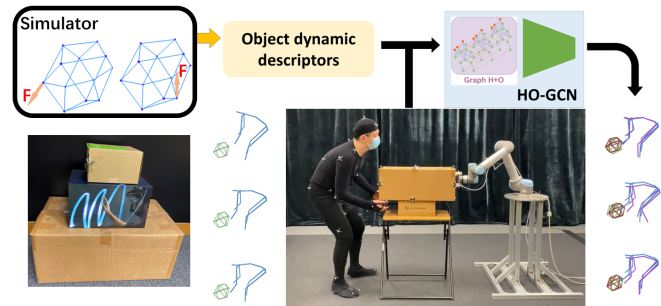 Simulator
F
F
Object dynamic
descriptors
Graph H+O
HO-GCN